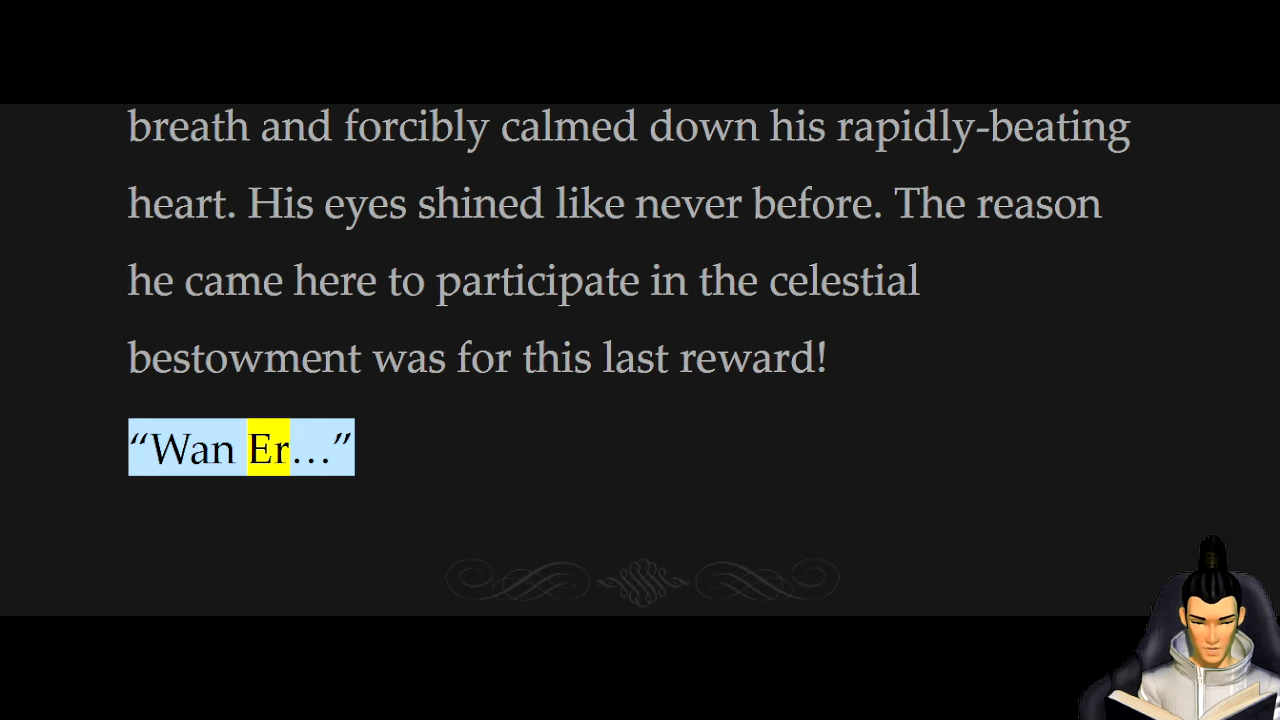 breath and forcibly calmed down his rapidly-beating
heart. His eyes shined like never before. The reason
he came here to participate in the celestial
bestowment was for this last reward!
“Wan Er…”